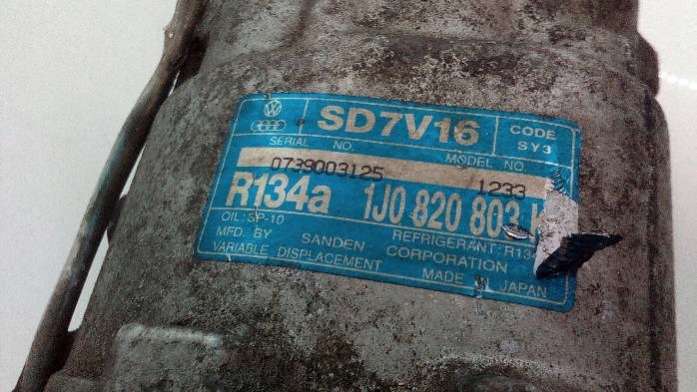 SD7V16 CODE
SY3
SERIAL NO. MODEL NO.
0739003125 1233
R134a 1J0 820 803
OIL:SP-10 REFRIGERANT:R13
MFD. BY SANDEN CORPORATION
VARIABLE DISPLACEMENT MADE IN JAPAN